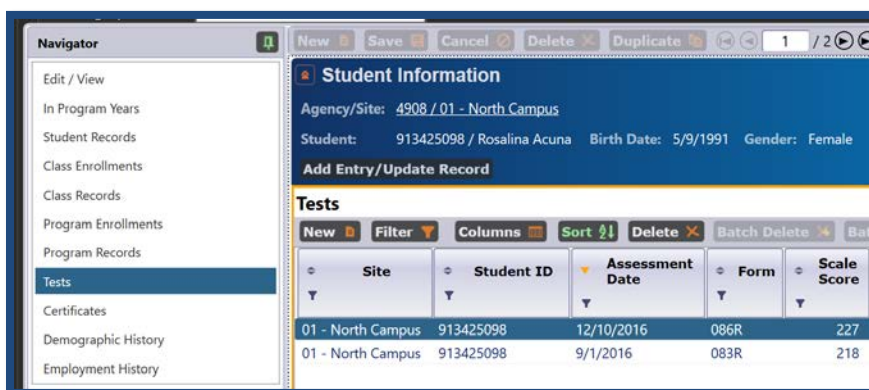 Navigator
Edit / View
In Program Years
Student Records
Class Enrollments
Class Records
Program Enrollments
Program Records
Tests
Certificates
Demographic History
Employment History
New Save Cancel Delete Duplicate 1 / 2
Student Information
Agency/Site: 4908 / 01 - North Campus
Student: 913425098 / Rosalina Acuna Birth Date: 5/9/1991 Gender: Female
Add Entry/Update Record
Tests
New Filter Columns Sort Delete Batch Delete
Site Student ID Assessment Date Form Scale Score
01 - North Campus 913425098 12/10/2016 086R 227
01 - North Campus 913425098 9/1/2016 083R 218